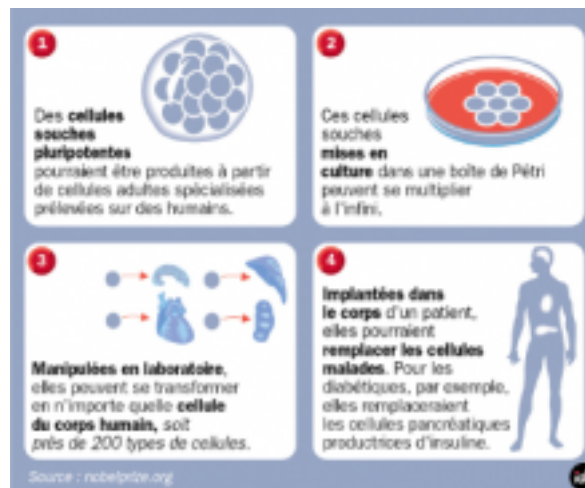 1
Des cellules
souches
pluripotentes
pourraient être produites à partir
de cellules adultes spécialisées
prélevées sur des humains.
2
Ces cellules
souches
mises en
culture dans une boîte de Pétri
peuvent se multiplier
à l'infini.
3
Manipulées en laboratoire,
elles peuvent se transformer
en n'importe quelle cellule
du corps humain, soit
près de 200 types de cellules.
4
Implantées dans
le corps d'un patient,
elles pourraient
remplacer les cellules
malades. Pour les
diabétiques, par exemple,
elles remplaceraient
les cellules pancréatiques
productrices d'insuline.
Source : nobelprize.org